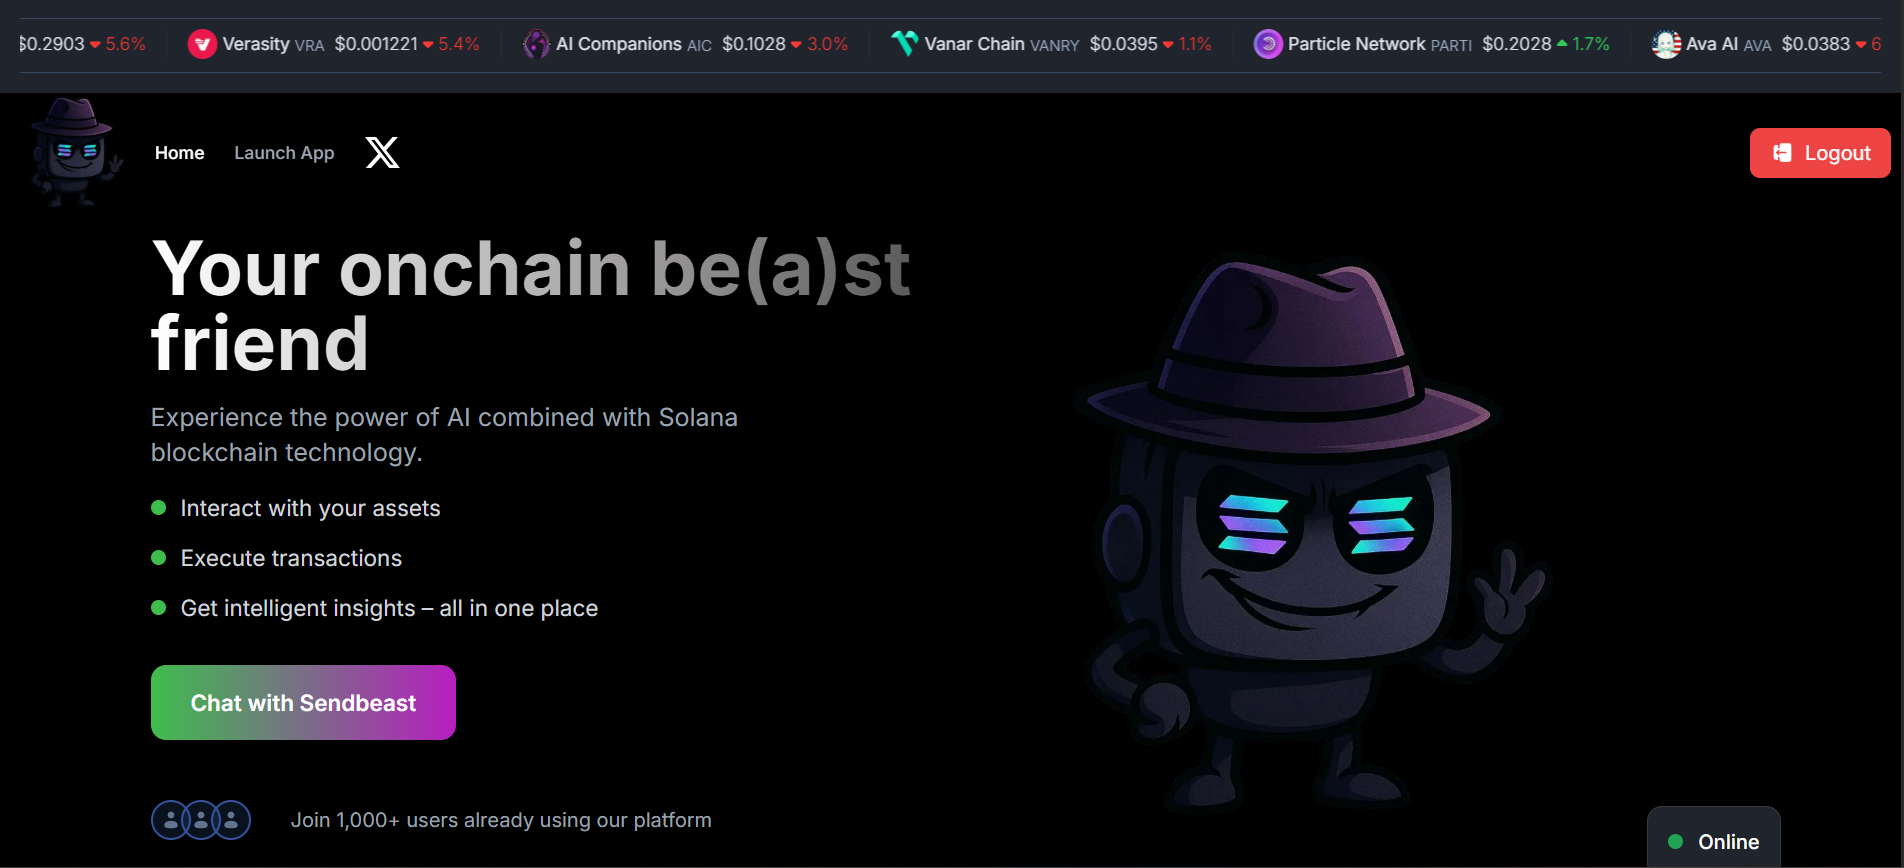 $0.2903 5.6% Verasity VRA $0.001221 5.4% AI Companions AIC $0.1028 3.0% Vanar Chain VANRY $0.0395 1.1% Particle Network PARTI $0.2028 1.7% Ava AI AVA $0.0383 6
Home Launch App X Logout
Your onchain be(a)st
friend
Experience the power of AI combined with Solana
blockchain technology.
Interact with your assets
Execute transactions
Get intelligent insights – all in one place
Chat with Sendbeast
Join 1,000+ users already using our platform
Online